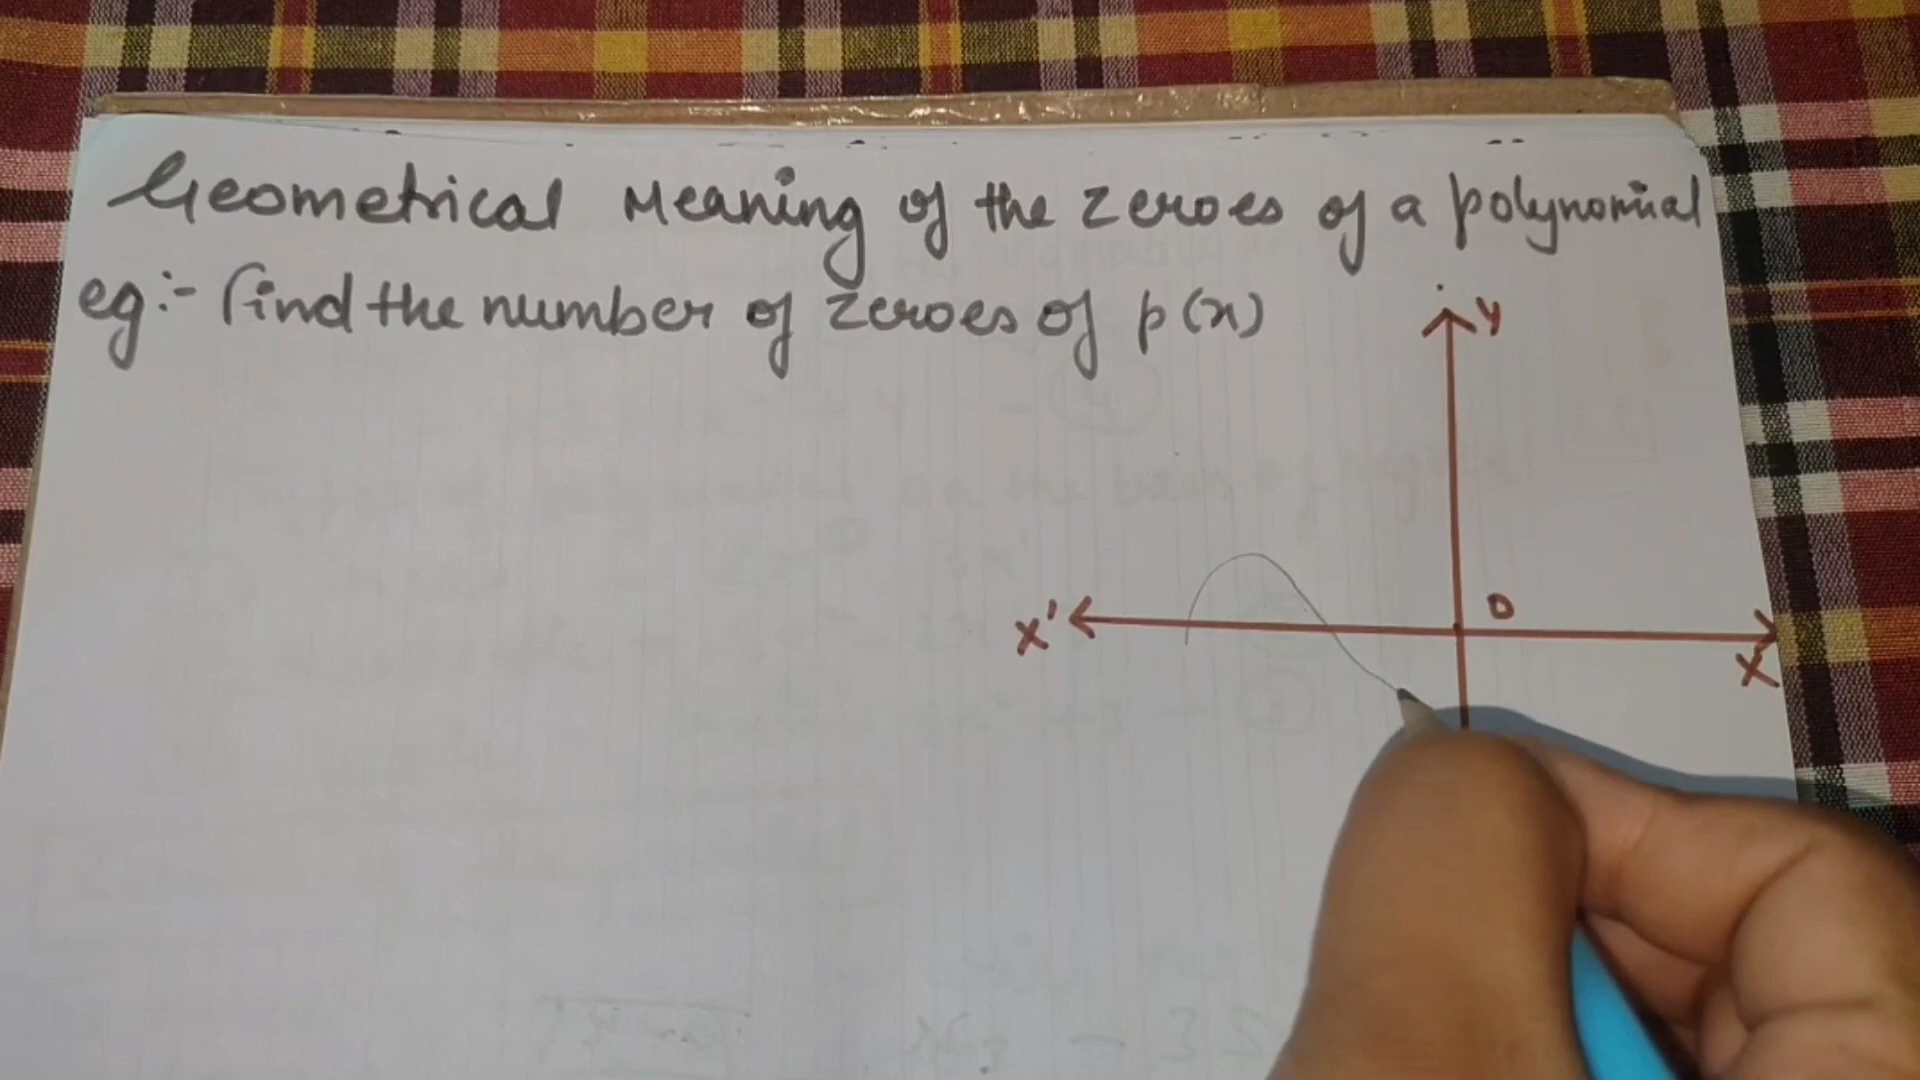 Geometrical Meaning of the zeroes of a polynomial
eg:- find the number of zeroes of p(x)
Y
X' O X